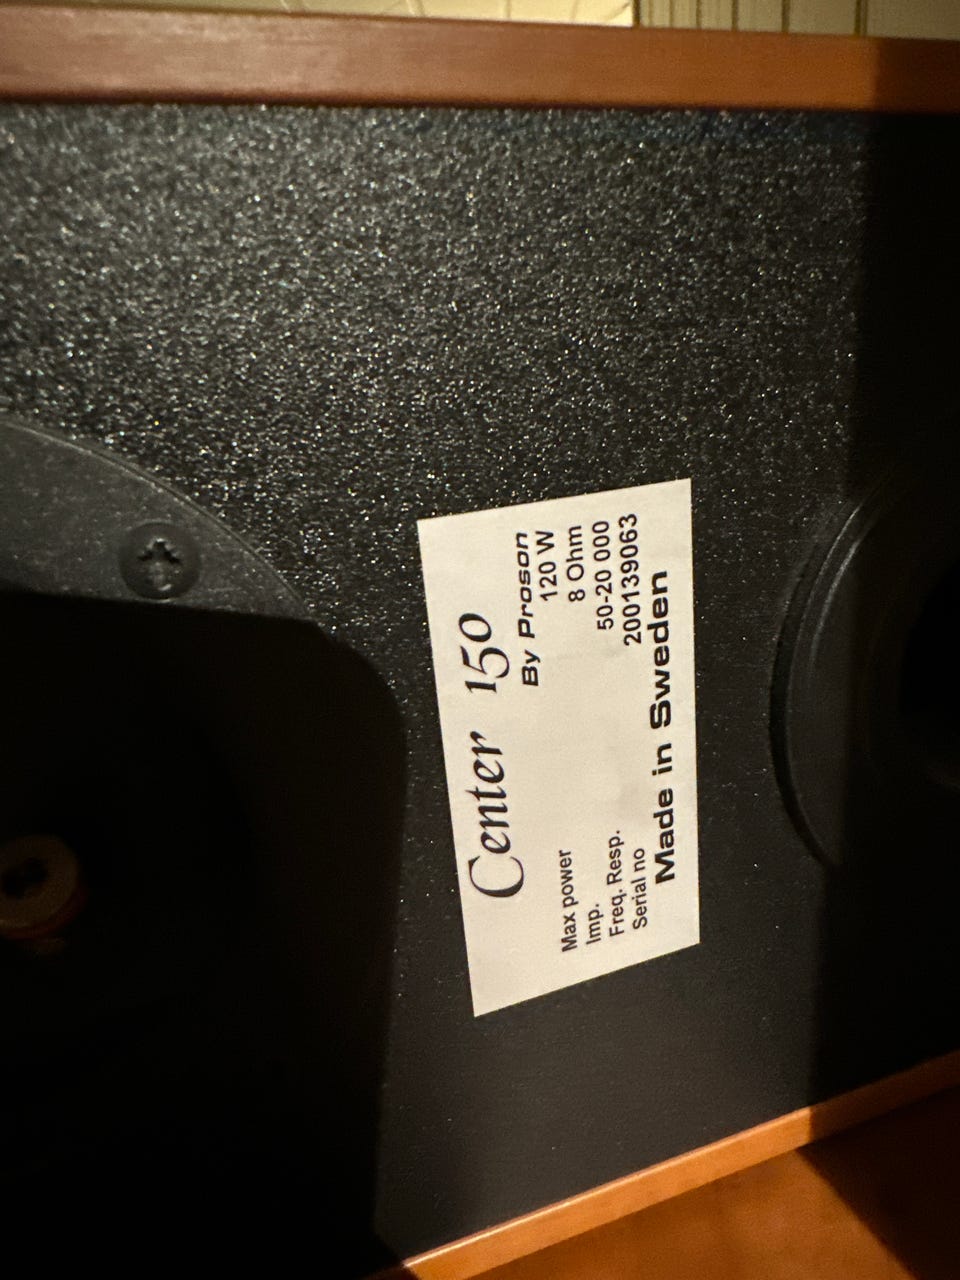 Center 150
By Proson
Max power 120 W
Imp. 8 Ohm
Freq. Resp. 50-20 000
Serial no 200139063
Made in Sweden